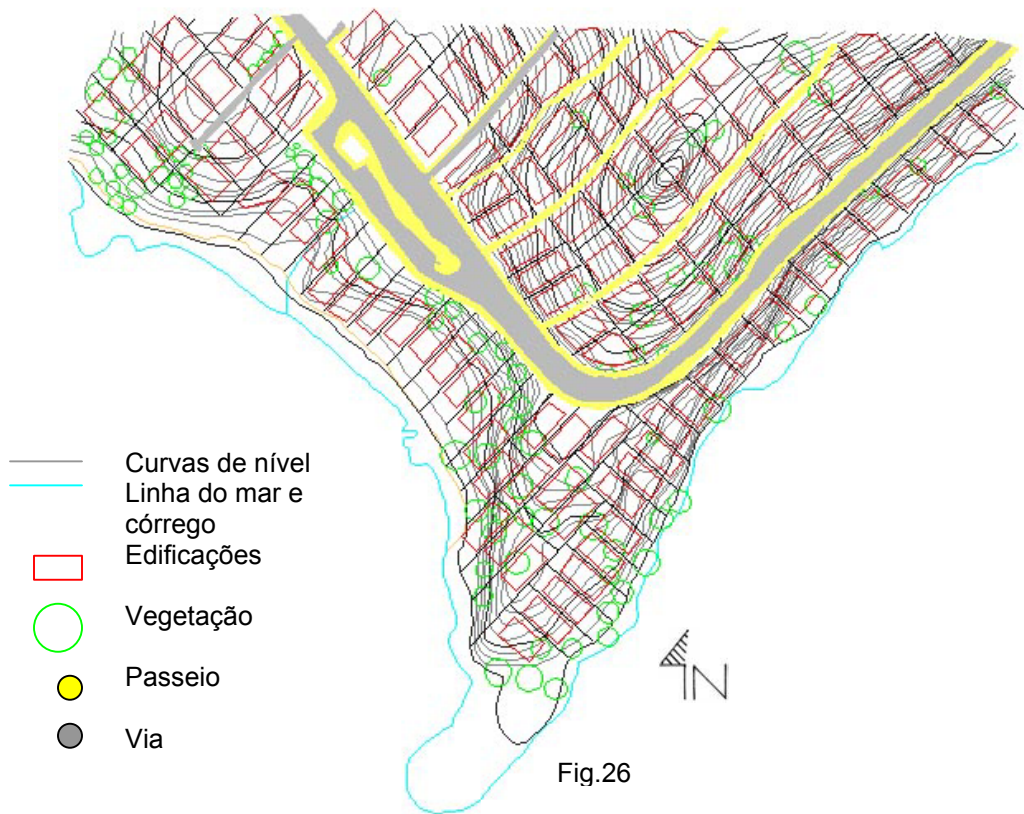 Curvas de nível
Linha do mar e
córrego
Edificações
Vegetação
Passeio
Via
N
Fig.26